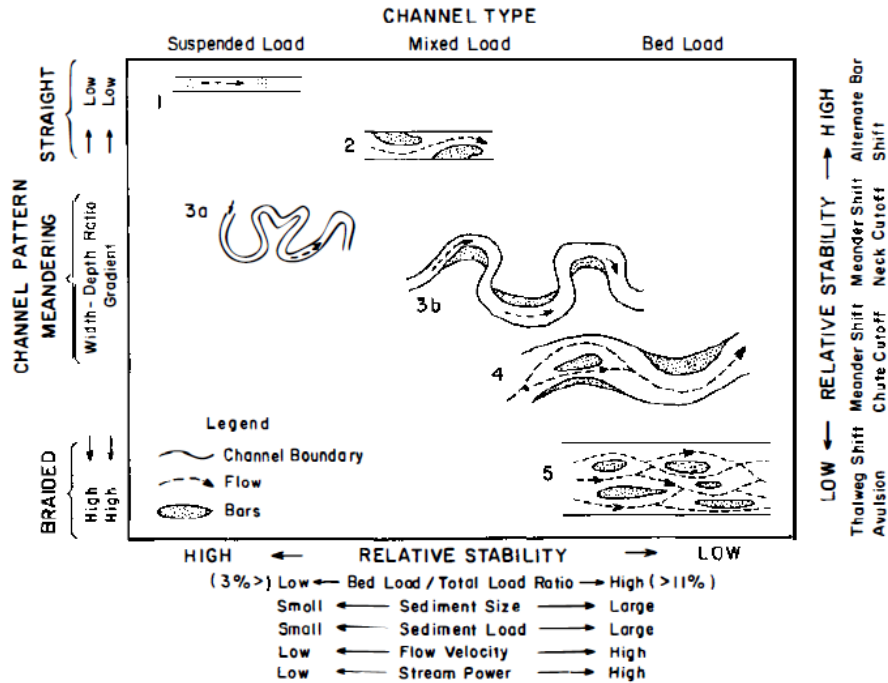 CHANNEL TYPE
Suspended Load Mixed Load Bed Load
CHANNEL PATTERN
STRAIGHT
MEANDERING
BRAIDED
Low
Low
Width-Depth Ratio
Gradient
High
High
1
2
3a
3b
4
5
Legend
Channel Boundary
Flow
Bars
HIGH
RELATIVE STABILITY
LOW
Alternate Bar
Shift
Meander Shift
Neck Cutoff
Meander Shift
Chute Cutoff
Thalweg Shift
Avulsion
HIGH ← RELATIVE STABILITY → LOW
(3%>) Low ← Bed Load / Total Load Ratio → High (>11%)
Small ← Sediment Size → Large
Small ← Sediment Load → Large
Low ← Flow Velocity → High
Low ← Stream Power → High